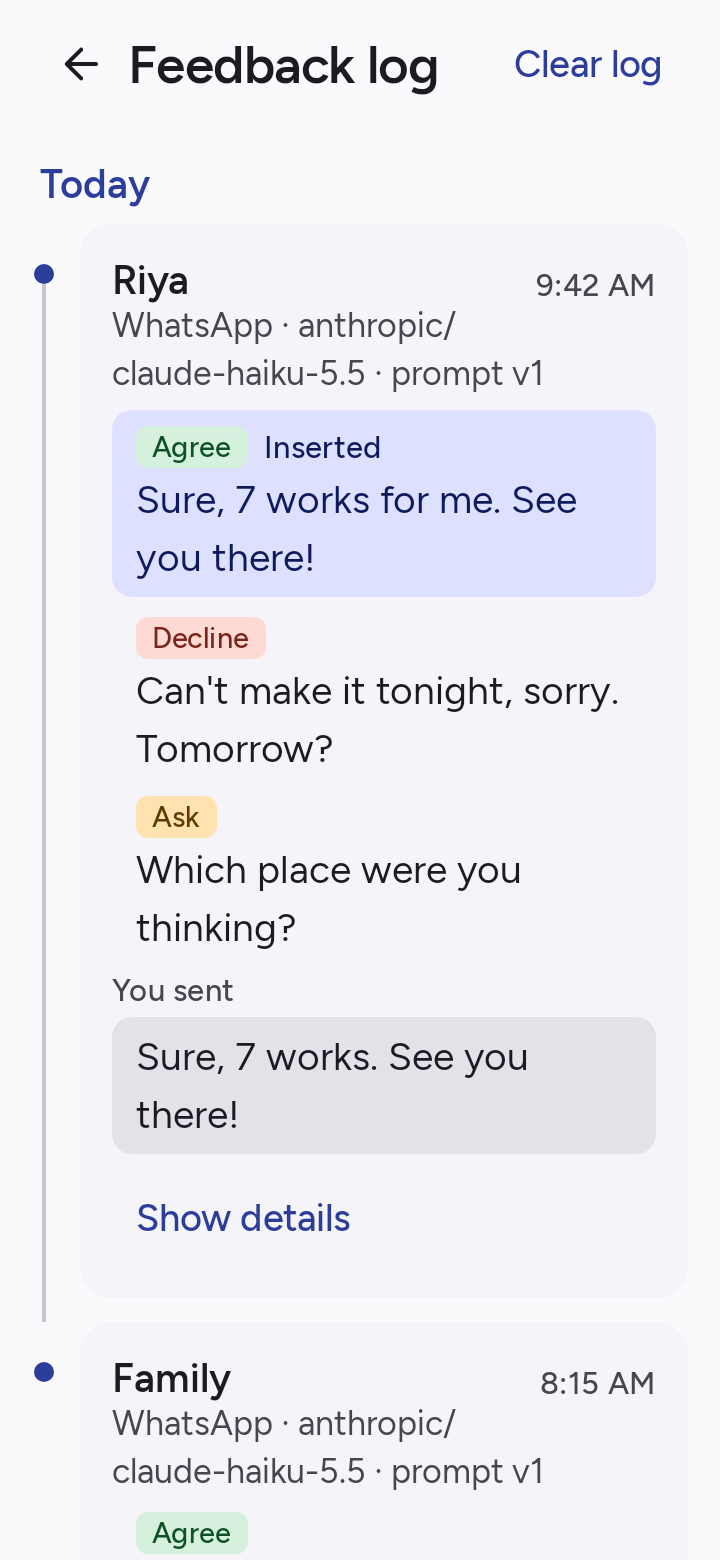 Feedback log
Clear log
Today
Riya
9:42 AM
WhatsApp · anthropic/
claude-haiku-5.5 · prompt v1
Agree Inserted
Sure, 7 works for me. See
you there!
Decline
Can't make it tonight, sorry.
Tomorrow?
Ask
Which place were you
thinking?
You sent
Sure, 7 works. See you
there!
Show details
Family
8:15 AM
WhatsApp · anthropic/
claude-haiku-5.5 · prompt v1
Agree